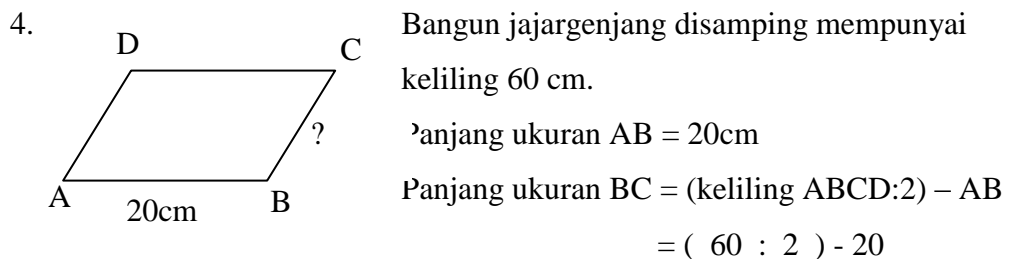 4.
Bangun jajargenjang disamping mempunyai
keliling 60 cm.
Panjang ukuran AB = 20cm
Panjang ukuran BC = (keliling ABCD:2) – AB
= ( 60 : 2 ) - 20
D
C
?
A
20cm
B